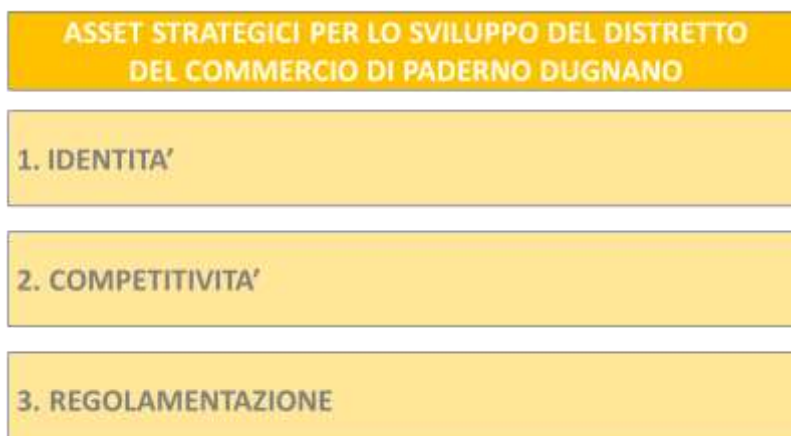 ASSET STRATEGICI PER LO SVILUPPO DEL DISTRETTO
DEL COMMERCIO DI PADERNO DUGNANO
1. IDENTITA’
2. COMPETITIVITA’
3. REGOLAMENTAZIONE